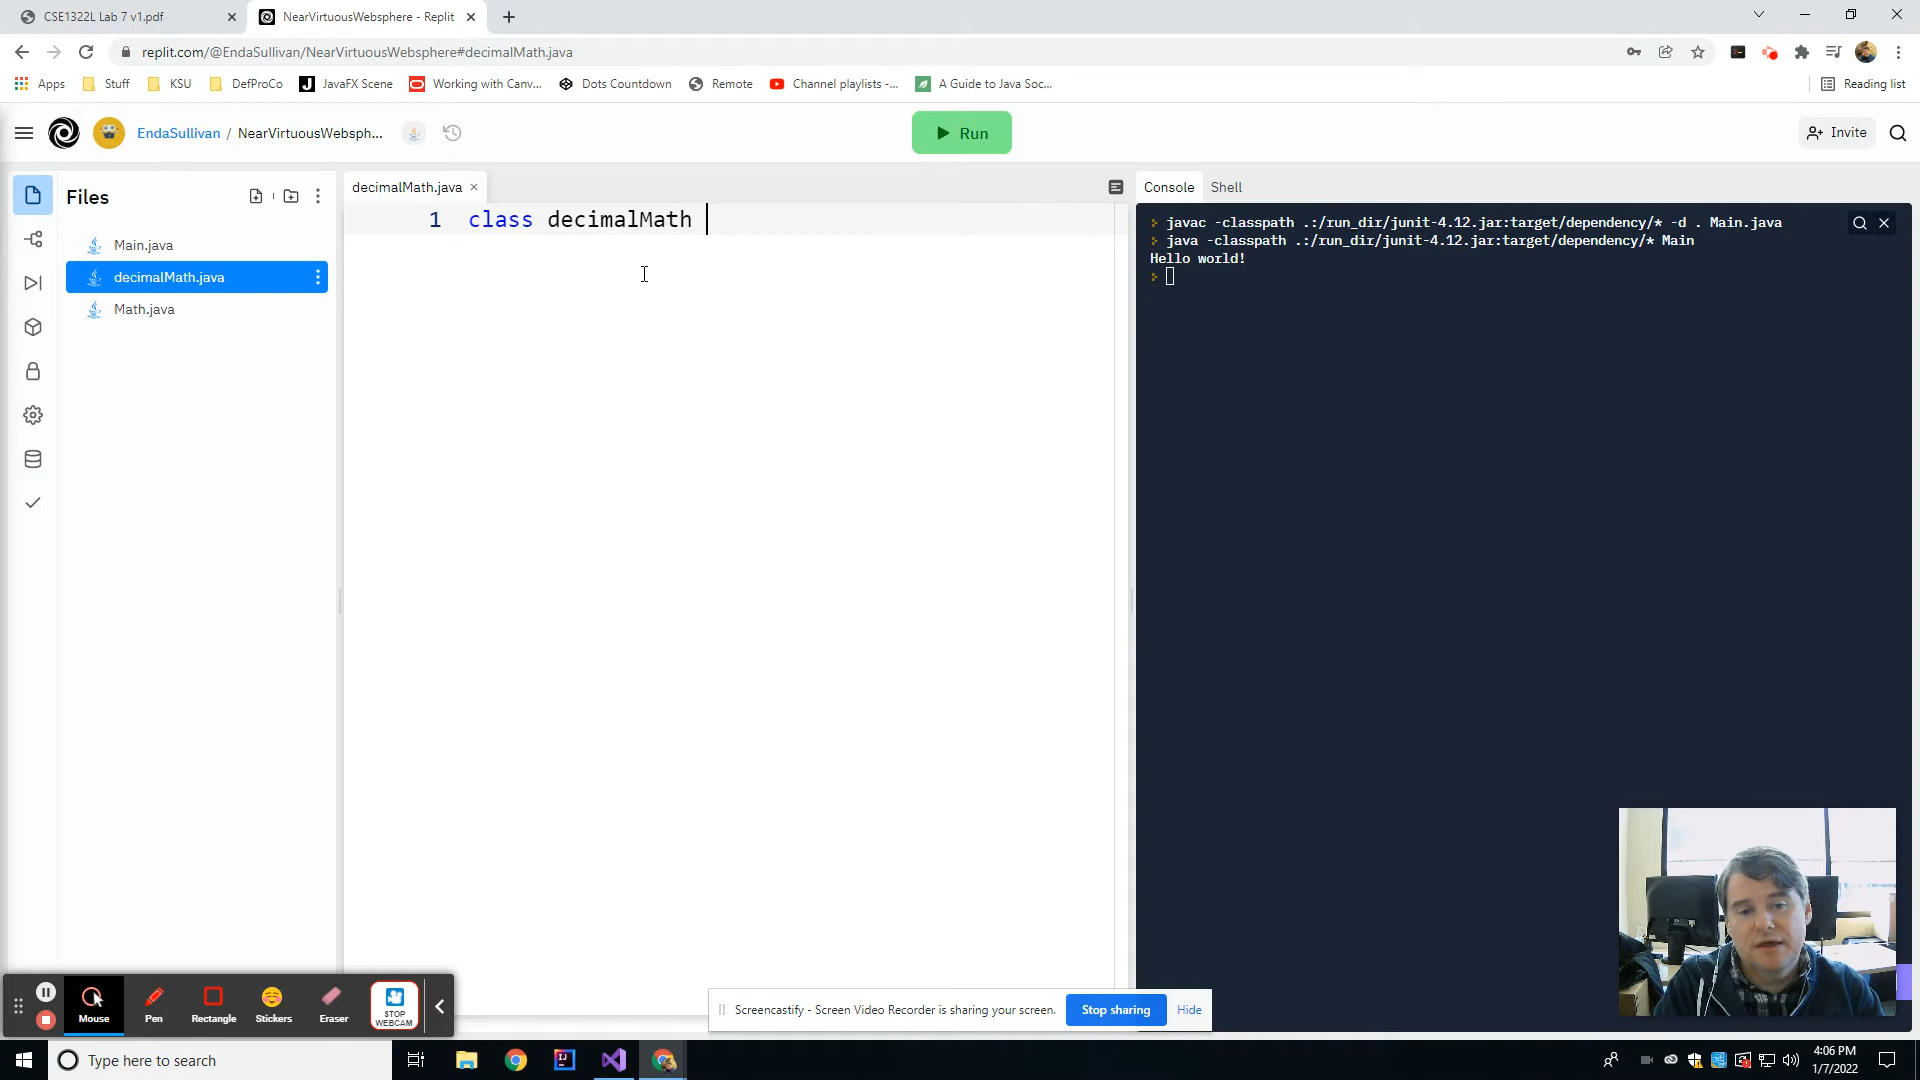 CSE1322L Lab 7 v1.pdf
NearVirtuousWebsphere - Replit
replit.com/@EndaSullivan/NearVirtuousWebsphere#decimalMath.java
Apps
Stuff
KSU
DefProCo
JavaFX Scene
Working with Canv...
Dots Countdown
Remote
Channel playlists -...
A Guide to Java Soc...
Reading list
EndaSullivan / NearVirtuousWebsph...
Run
Invite
Files
decimalMath.java
Console
Shell
1 class decimalMath
Main.java
decimalMath.java
Math.java
javac -classpath .:/run_dir/junit-4.12.jar:target/dependency/* -d . Main.java
java -classpath .:/run_dir/junit-4.12.jar:target/dependency/* Main
Hello world!
Mouse
Pen
Rectangle
Stickers
Eraser
STOP
WEBCAM
Screencastify - Screen Video Recorder is sharing your screen.
Stop sharing
Hide
Type here to search
4:06 PM
1/7/2022